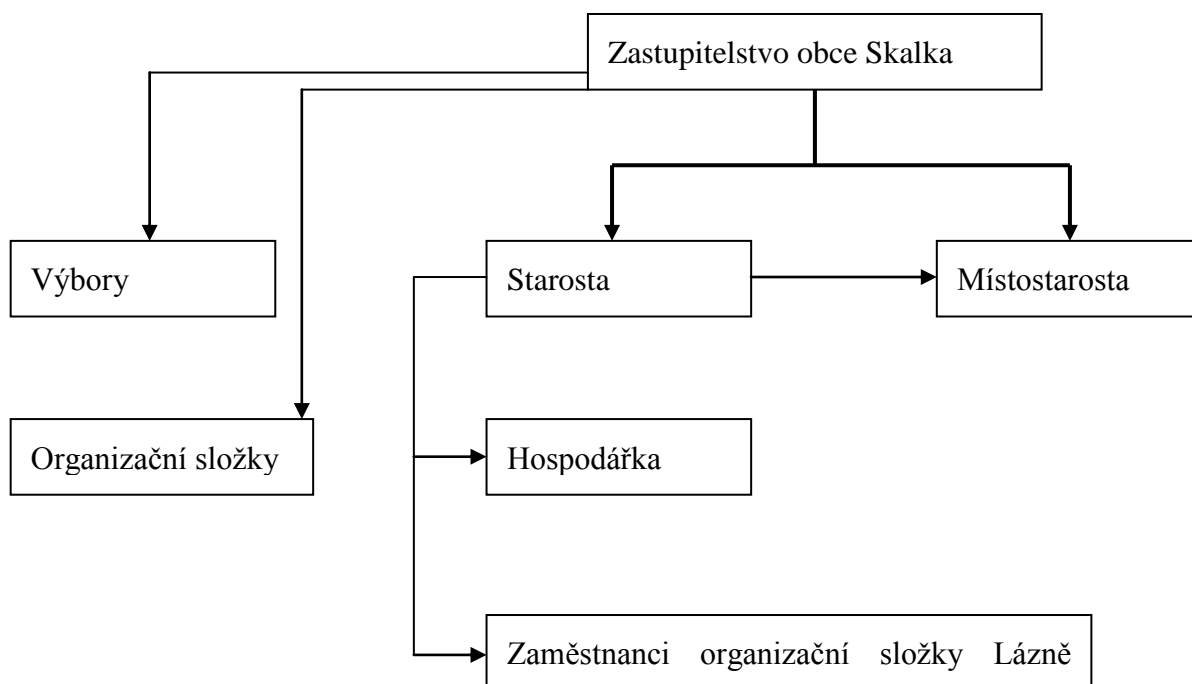 Zastupitelstvo obce Skalka
Výbory
Starosta
Místostarosta
Organizační složky
Hospodářka
Zaměstnanci organizační složky Lázně